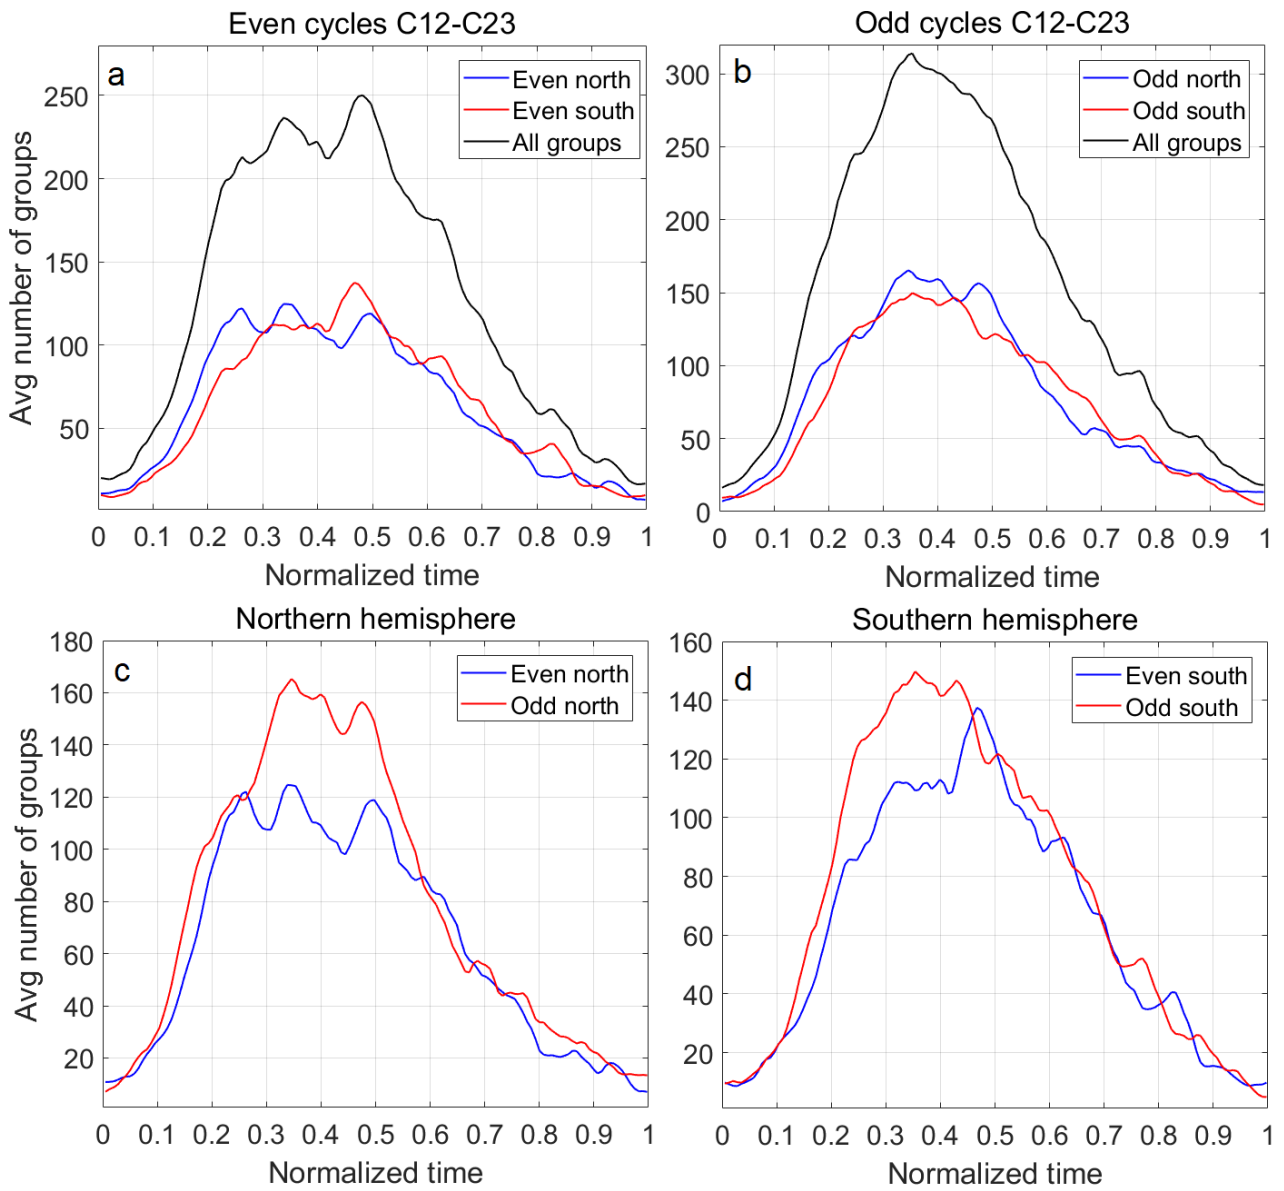 Even cycles C12-C23
a
Even north
Even south
All groups
250
200
150
100
50
Avg number of groups
0 0.1 0.2 0.3 0.4 0.5 0.6 0.7 0.8 0.9 1
Normalized time
Odd cycles C12-C23
b
Odd north
Odd south
All groups
300
250
200
150
100
50
0
0 0.1 0.2 0.3 0.4 0.5 0.6 0.7 0.8 0.9 1
Normalized time
Northern hemisphere
c
Even north
Odd north
180
160
140
120
100
80
60
40
20
Avg number of groups
0 0.1 0.2 0.3 0.4 0.5 0.6 0.7 0.8 0.9 1
Normalized time
Southern hemisphere
d
Even south
Odd south
160
140
120
100
80
60
40
20
0 0.1 0.2 0.3 0.4 0.5 0.6 0.7 0.8 0.9 1
Normalized time